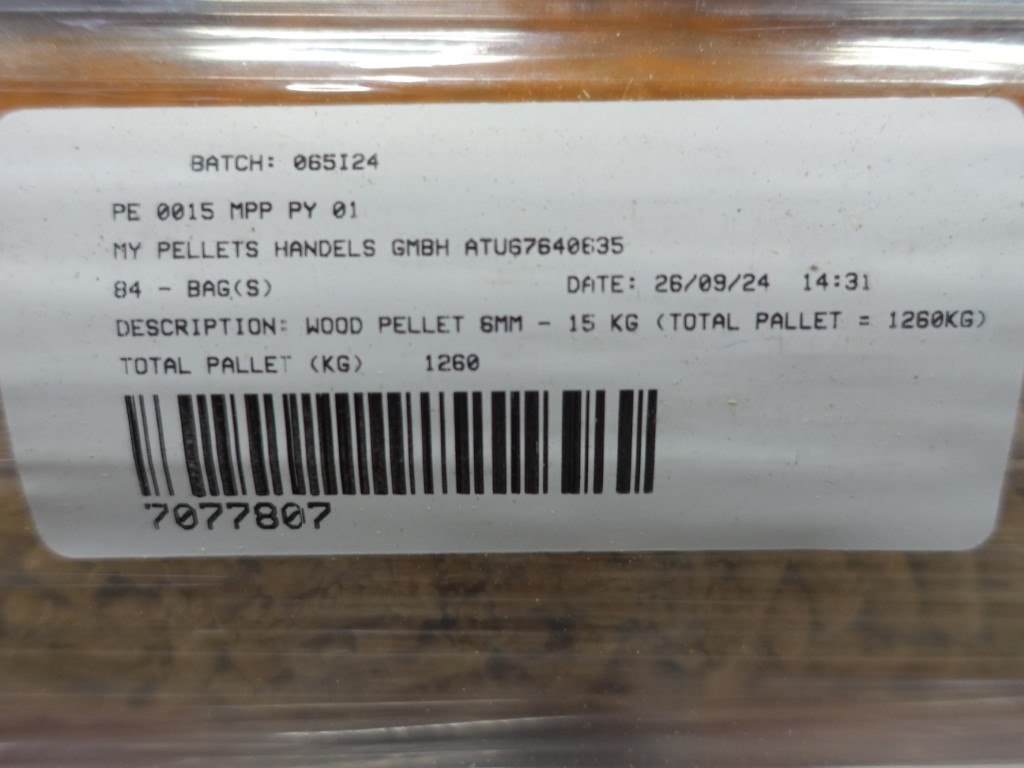 BATCH: 065I24
PE 0015 MPP PY 01
MY PELLETS HANDELS GMBH ATU67640635
84 - BAG(S) DATE: 26/09/24 14:31
DESCRIPTION: WOOD PELLET 6MM - 15 KG (TOTAL PALLET = 1260KG)
TOTAL PALLET (KG) 1260
7077807